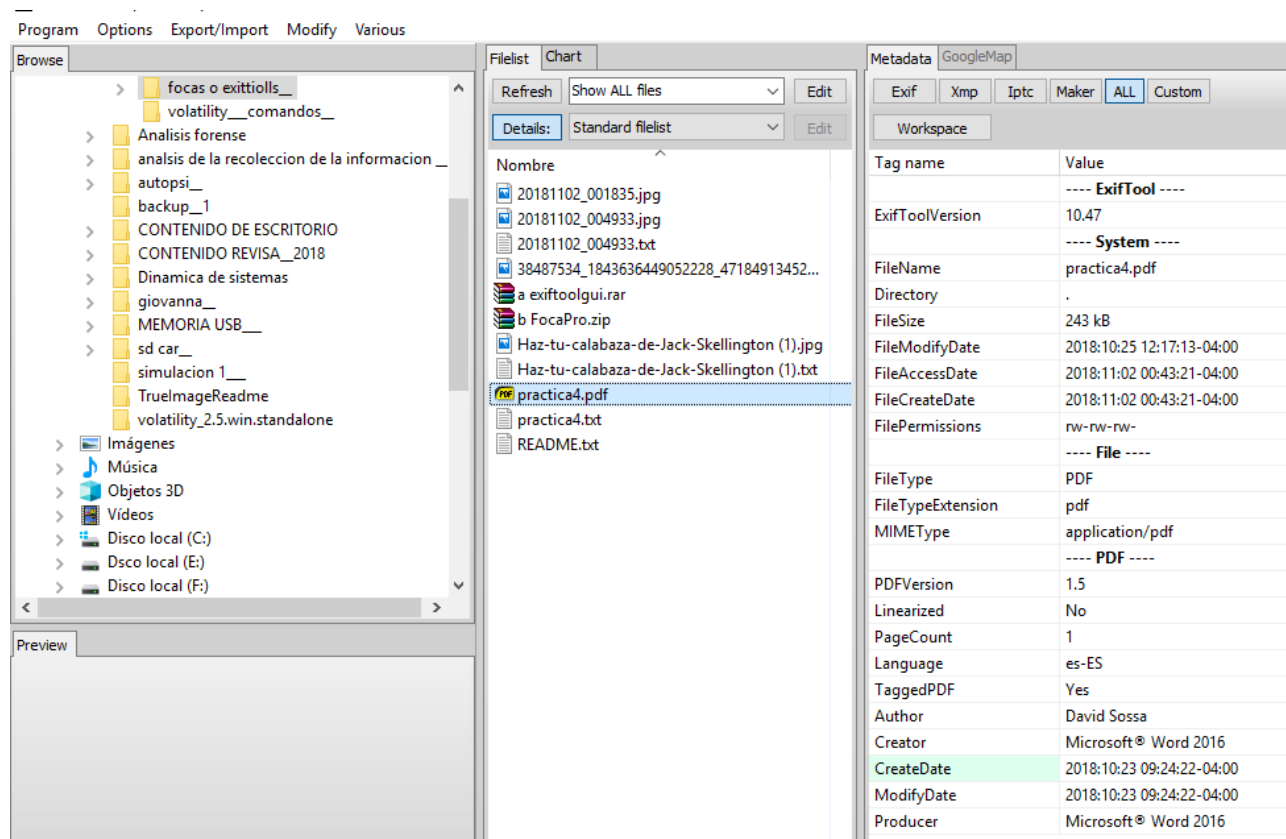 Program Options Export/Import Modify Various
Browse
focas o exittiolls_
volatility___comandos_
Analisis forense
analsis de la recoleccion de la informacion _
autopsi__
backup__1
CONTENIDO DE ESCRITORIO
CONTENIDO REVISA__2018
Dinamica de sistemas
giovanna__
MEMORIA USB___
sd car__
simulacion 1___
TrueImageReadme
volatility_2.5.win.standalone
Imágenes
Música
Objetos 3D
Vídeos
Disco local (C:)
Dsco local (E:)
Disco local (F:)
Preview
Filelist Chart
Refresh Show ALL files Edit
Details: Standard filelist Edit
Nombre
20181102_001835.jpg
20181102_004933.jpg
20181102_004933.txt
38487534_1843636449052228_47184913452...
a exiftoolgui.rar
b FocaPro.zip
Haz-tu-calabaza-de-Jack-Skellington (1).jpg
Haz-tu-calabaza-de-Jack-Skellington (1).txt
PDF practica4.pdf
practica4.txt
README.txt
Metadata GoogleMap
Exif Xmp Iptc Maker ALL Custom
Workspace
Tag name Value
---- ExifTool ----
ExifToolVersion 10.47
---- System ----
FileName practica4.pdf
Directory .
FileSize 243 kB
FileModifyDate 2018:10:25 12:17:13-04:00
FileAccessDate 2018:11:02 00:43:21-04:00
FileCreateDate 2018:11:02 00:43:21-04:00
FilePermissions rw-rw-rw-
---- File ----
FileType PDF
FileTypeExtension pdf
MIMEType application/pdf
---- PDF ----
PDFVersion 1.5
Linearized No
PageCount 1
Language es-ES
TaggedPDF Yes
Author David Sossa
Creator Microsoft® Word 2016
CreateDate 2018:10:23 09:24:22-04:00
ModifyDate 2018:10:23 09:24:22-04:00
Producer Microsoft® Word 2016